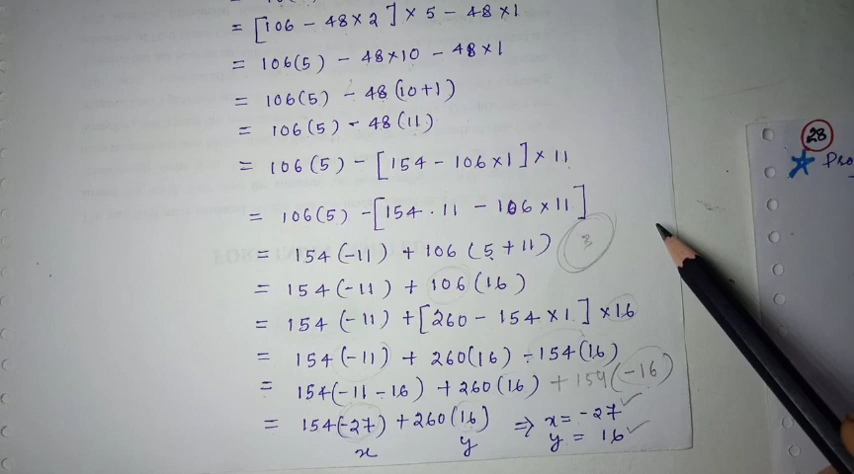 = [106 - 48×2] × 5 - 48×1
= 106(5) - 48×10 - 48×1
= 106(5) - 48(10+1)
= 106(5) - 48(11)
= 106(5) - [154 - 106×1] × 11
= 106(5) - [154 . 11 - 106×11]
= 154(-11) + 106(5+11) 3
= 154(-11) + 106(16)
= 154(-11) + [260 - 154×1] × 16
= 154(-11) + 260(16) - 154(16)
= 154(-11-16) + 260(16) + 154(-16)
= 154(-27) + 260(16) ⇒ x = -27 ✓
x y y = 16 ✓
28
★ Pro